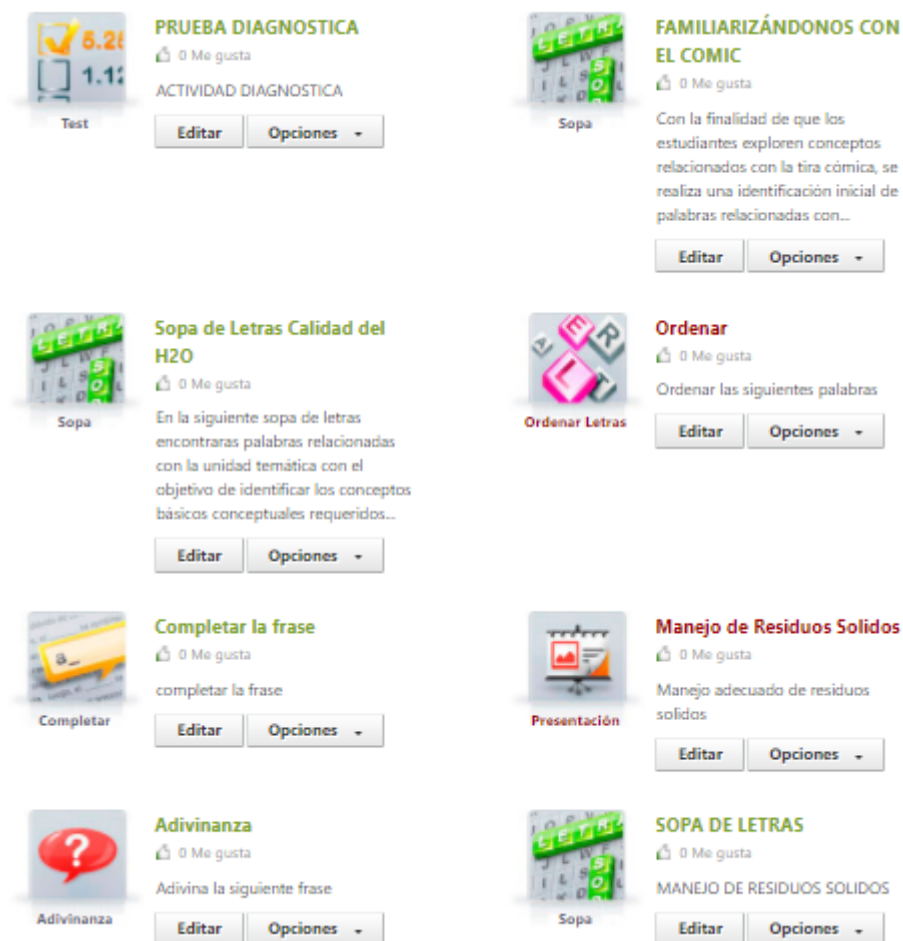 PRUEBA DIAGNOSTICA
0 Me gusta
ACTIVIDAD DIAGNOSTICA
Test
Editar Opciones
FAMILIARIZÁNDONOS CON
EL COMIC
0 Me gusta
Sopa
Con la finalidad de que los
estudiantes exploren conceptos
relacionados con la tira cómica, se
realiza una identificación inicial de
palabras relacionadas con...
Editar Opciones
Sopa de Letras Calidad del
H2O
0 Me gusta
Sopa
En la siguiente sopa de letras
encontraras palabras relacionadas
con la unidad temática con el
objetivo de identificar los conceptos
básicos conceptuales requeridos...
Editar Opciones
Ordenar
0 Me gusta
Ordenar las siguientes palabras
Ordenar Letras
Editar Opciones
Completar la frase
0 Me gusta
completar la frase
Completar
Editar Opciones
Manejo de Residuos Solidos
0 Me gusta
Manejo adecuado de residuos
solidos
Presentación
Editar Opciones
Adivinanza
0 Me gusta
Adivina la siguiente frase
Adivinanza
Editar Opciones
SOPA DE LETRAS
0 Me gusta
MANEJO DE RESIDUOS SOLIDOS
Sopa
Editar Opciones